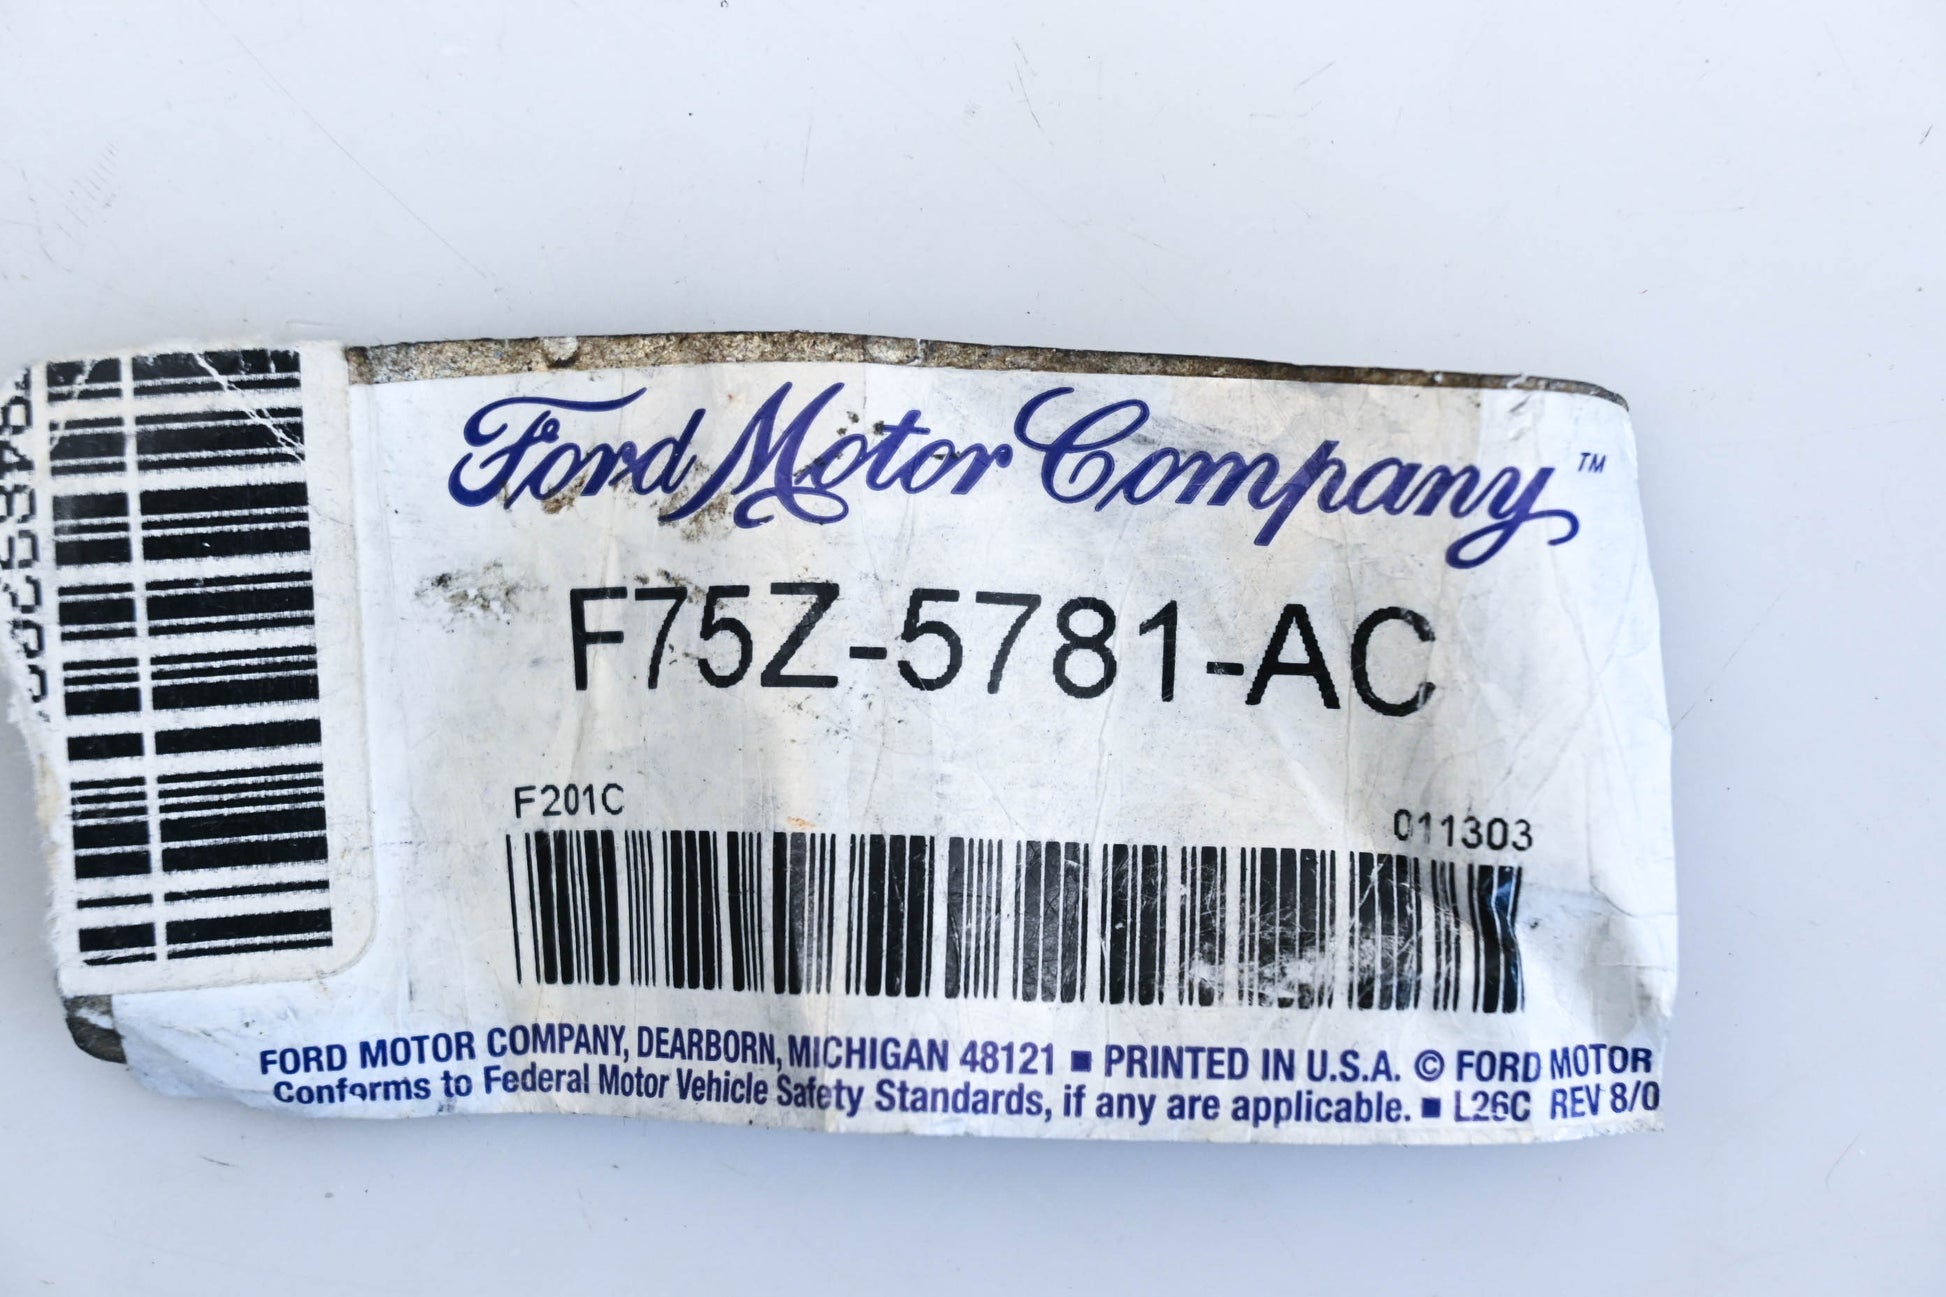 Ford Motor Company™
F75Z-5781-AC
F201C
011303
FORD MOTOR COMPANY, DEARBORN, MICHIGAN 48121 ■ PRINTED IN U.S.A. © FORD MOTOR
Conforms to Federal Motor Vehicle Safety Standards, if any are applicable. ■ L26C REV 8/0